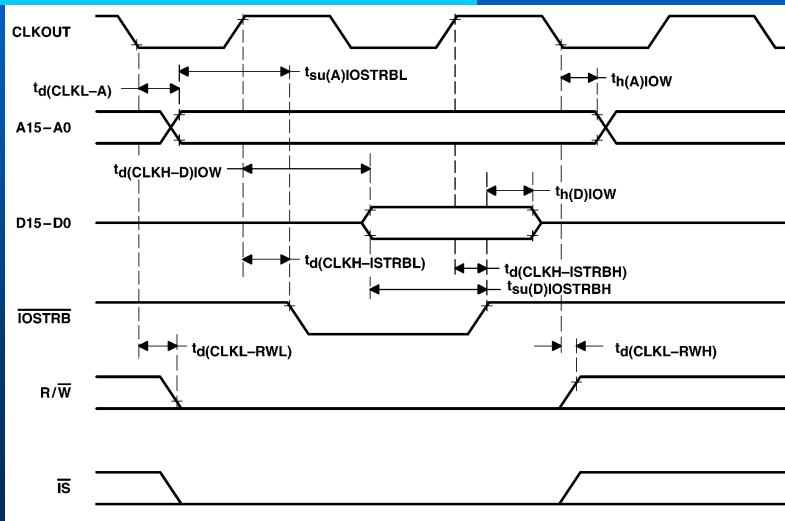 CLKOUT
tsu(A)IOSTRBL
th(A)IOW
td(CLKL–A)
A15–A0
td(CLKH–D)IOW
th(D)IOW
D15–D0
td(CLKH–ISTRBL)
td(CLKH–ISTRBH)
tsu(D)IOSTRBH
IOSTRB
td(CLKL–RWL)
td(CLKL–RWH)
R/W
IS